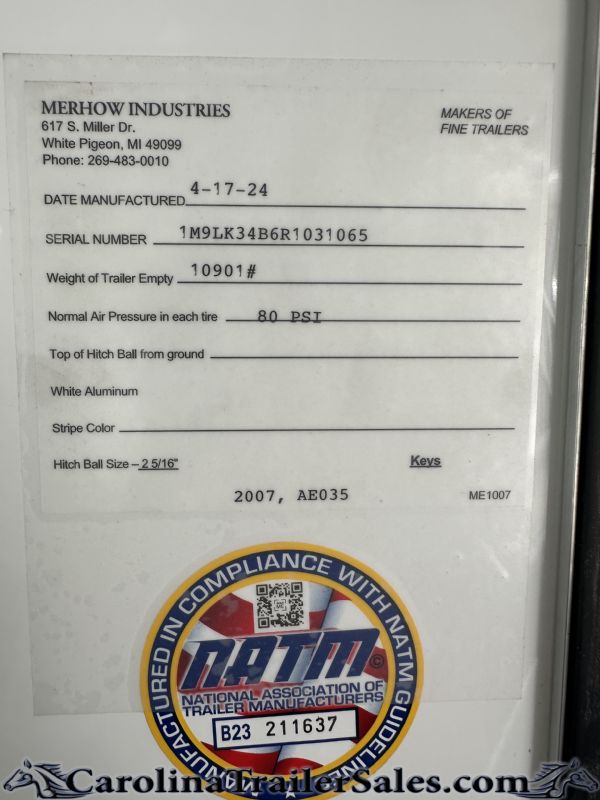 MERHOW INDUSTRIES
617 S. Miller Dr.
White Pigeon, MI 49099
Phone: 269-483-0010
MAKERS OF
FINE TRAILERS
DATE MANUFACTURED 4-17-24
SERIAL NUMBER 1M9LK34B6R1031065
Weight of Trailer Empty 10901#
Normal Air Pressure in each tire 80 PSI
Top of Hitch Ball from ground
White Aluminum
Stripe Color
Hitch Ball Size – 2 5/16"
Keys
2007, AE035
ME1007
MANUFACTURED IN COMPLIANCE WITH NATM GUIDELINES
NATM©
NATIONAL ASSOCIATION OF
TRAILER MANUFACTURERS
B23 211637
CarolinaTrailerSales.com